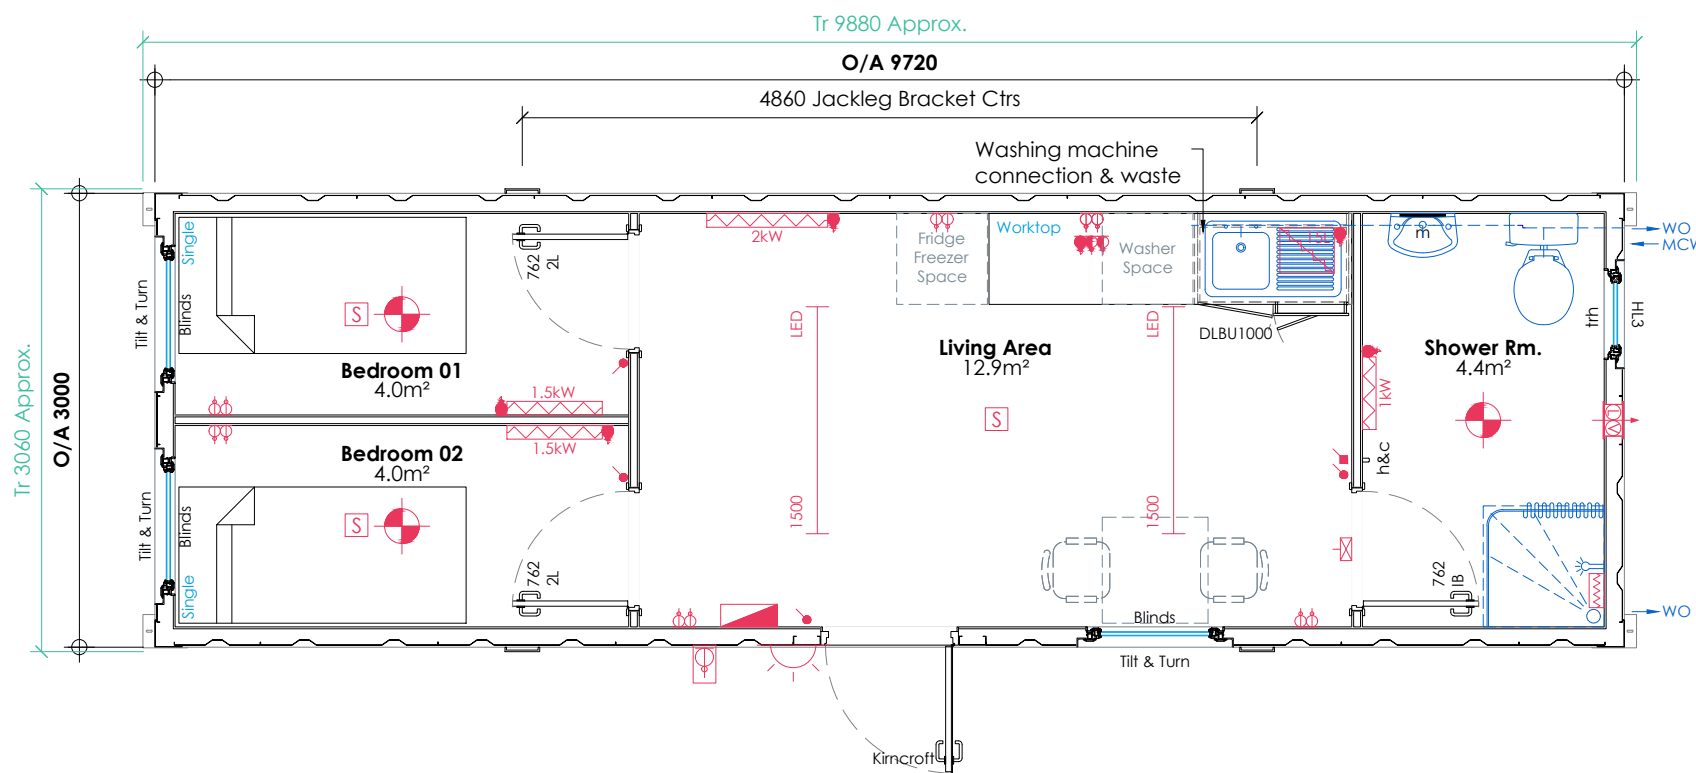 Tr 9880 Approx.
O/A 9720
4860 Jackleg Bracket Ctrs
Washing machine
connection & waste
Tr 3060 Approx.
O/A 3000
Tilt & Turn
Single
Blinds
S
Bedroom 01
4.0m²
762
2L
1.5kW
Tilt & Turn
Blinds
Single
S
Bedroom 02
4.0m²
762
2L
1.5kW
2kW
Fridge
Freezer
Space
Worktop
Washer
Space
15L
DLBU1000
LED
1500
LED
1500
Living Area
12.9m²
S
Blinds
Tilt & Turn
Kirncroft
m
Shower Rm.
4.4m²
1kW
h&c
762
IB
trh
HL3
LV
WO
MCW
WO